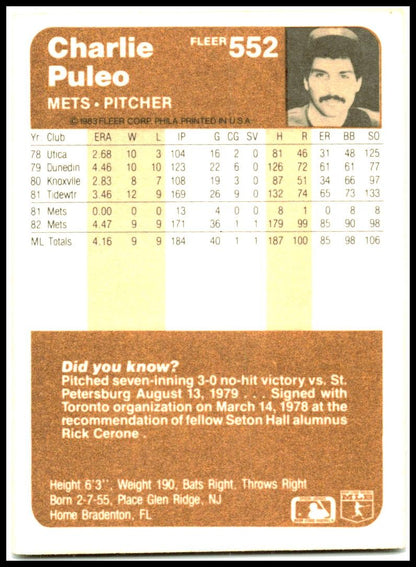 Charlie
Puleo
FLEER 552
METS • PITCHER
©1983 FLEER CORP. PHILA. PRINTED IN U.S.A.
Yr Club ERA W L IP G CG SV H R ER BB SO
78 Utica 2.68 10 3 104 16 2 0 81 46 31 48 125
79 Dunedin 4.46 10 10 123 22 6 0 126 72 61 61 77
80 Knoxvlle 2.83 8 7 108 19 3 0 87 51 34 66 97
81 Tidewtr 3.46 12 9 169 26 9 0 132 74 65 73 133
81 Mets 0.00 0 0 13 4 0 0 8 1 0 8 8
82 Mets 4.47 9 9 171 36 1 1 179 99 85 90 98
ML Totals 4.16 9 9 184 40 1 1 187 100 85 98 106
Did you know?
Pitched seven-inning 3-0 no-hit victory vs. St.
Petersburg August 13, 1979 . . . Signed with
Toronto organization on March 14, 1978 at the
recommendation of fellow Seton Hall alumnus
Rick Cerone .
Height 6'3". Weight 190, Bats Right, Throws Right
Born 2-7-55, Place Glen Ridge, NJ
Home Bradenton, FL